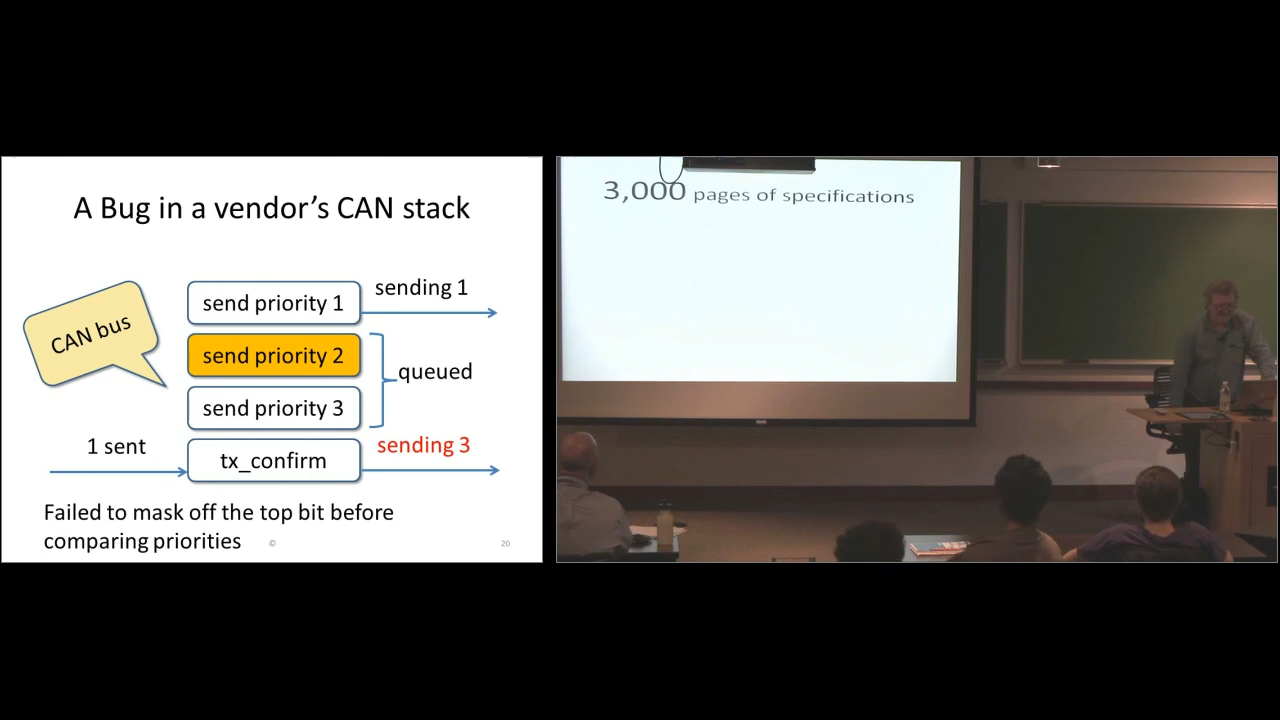 A Bug in a vendor's CAN stack
CAN bus
send priority 1
sending 1
send priority 2
queued
send priority 3
1 sent
tx_confirm
sending 3
Failed to mask off the top bit before
comparing priorities
©
20
3,000 pages of specifications